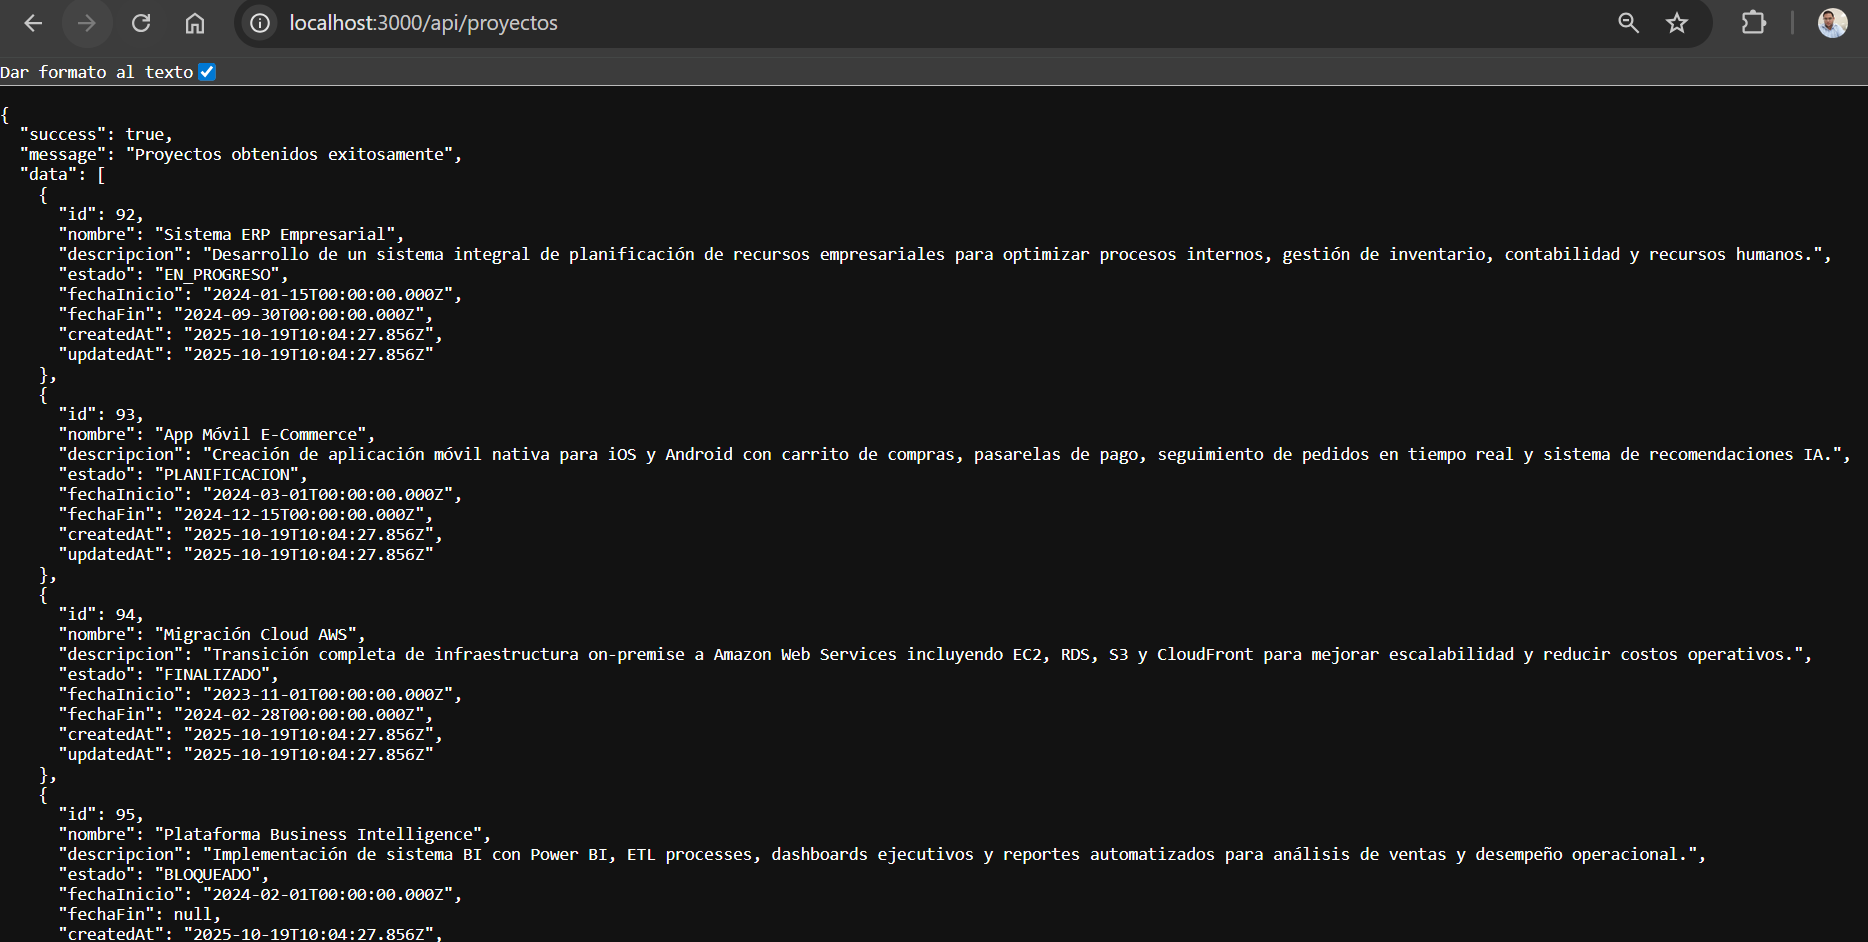 localhost:3000/api/proyectos
Dar formato al texto
{
  "success": true,
  "message": "Proyectos obtenidos exitosamente",
  "data": [
    {
      "id": 92,
      "nombre": "Sistema ERP Empresarial",
      "descripcion": "Desarrollo de un sistema integral de planificación de recursos empresariales para optimizar procesos internos, gestión de inventario, contabilidad y recursos humanos.",
      "estado": "EN_PROGRESO",
      "fechaInicio": "2024-01-15T00:00:00.000Z",
      "fechaFin": "2024-09-30T00:00:00.000Z",
      "createdAt": "2025-10-19T10:04:27.856Z",
      "updatedAt": "2025-10-19T10:04:27.856Z"
    },
    {
      "id": 93,
      "nombre": "App Móvil E-Commerce",
      "descripcion": "Creación de aplicación móvil nativa para iOS y Android con carrito de compras, pasarelas de pago, seguimiento de pedidos en tiempo real y sistema de recomendaciones IA.",
      "estado": "PLANIFICACION",
      "fechaInicio": "2024-03-01T00:00:00.000Z",
      "fechaFin": "2024-12-15T00:00:00.000Z",
      "createdAt": "2025-10-19T10:04:27.856Z",
      "updatedAt": "2025-10-19T10:04:27.856Z"
    },
    {
      "id": 94,
      "nombre": "Migración Cloud AWS",
      "descripcion": "Transición completa de infraestructura on-premise a Amazon Web Services incluyendo EC2, RDS, S3 y CloudFront para mejorar escalabilidad y reducir costos operativos.",
      "estado": "FINALIZADO",
      "fechaInicio": "2023-11-01T00:00:00.000Z",
      "fechaFin": "2024-02-28T00:00:00.000Z",
      "createdAt": "2025-10-19T10:04:27.856Z",
      "updatedAt": "2025-10-19T10:04:27.856Z"
    },
    {
      "id": 95,
      "nombre": "Plataforma Business Intelligence",
      "descripcion": "Implementación de sistema BI con Power BI, ETL processes, dashboards ejecutivos y reportes automatizados para análisis de ventas y desempeño operacional.",
      "estado": "BLOQUEADO",
      "fechaInicio": "2024-02-01T00:00:00.000Z",
      "fechaFin": null,
      "createdAt": "2025-10-19T10:04:27.856Z",